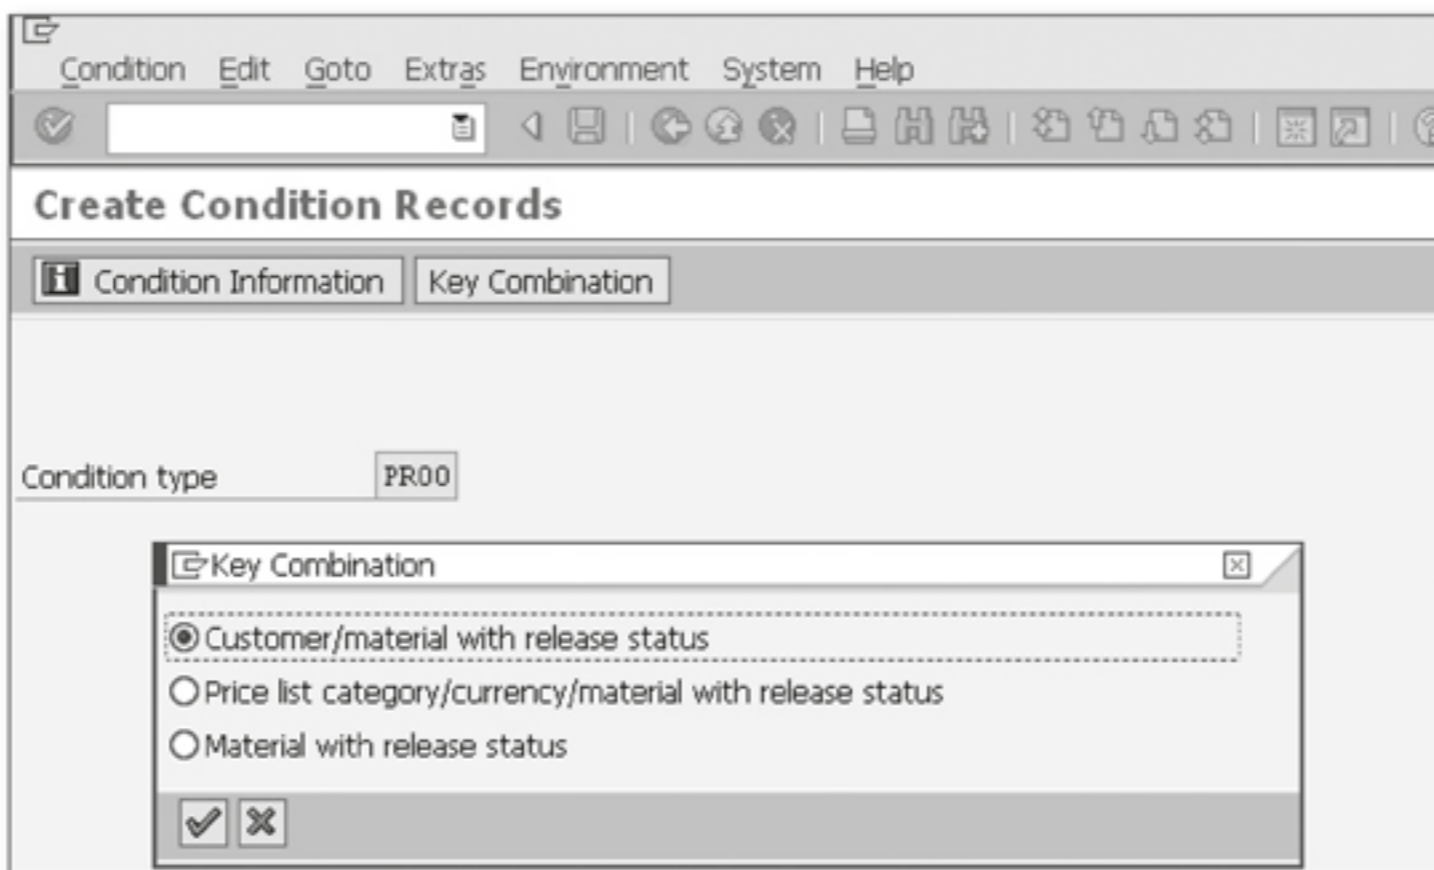 Condition Edit Goto Extras Environment System Help
Create Condition Records
Condition Information Key Combination
Condition type PR00
Key Combination
Customer/material with release status
Price list category/currency/material with release status
Material with release status